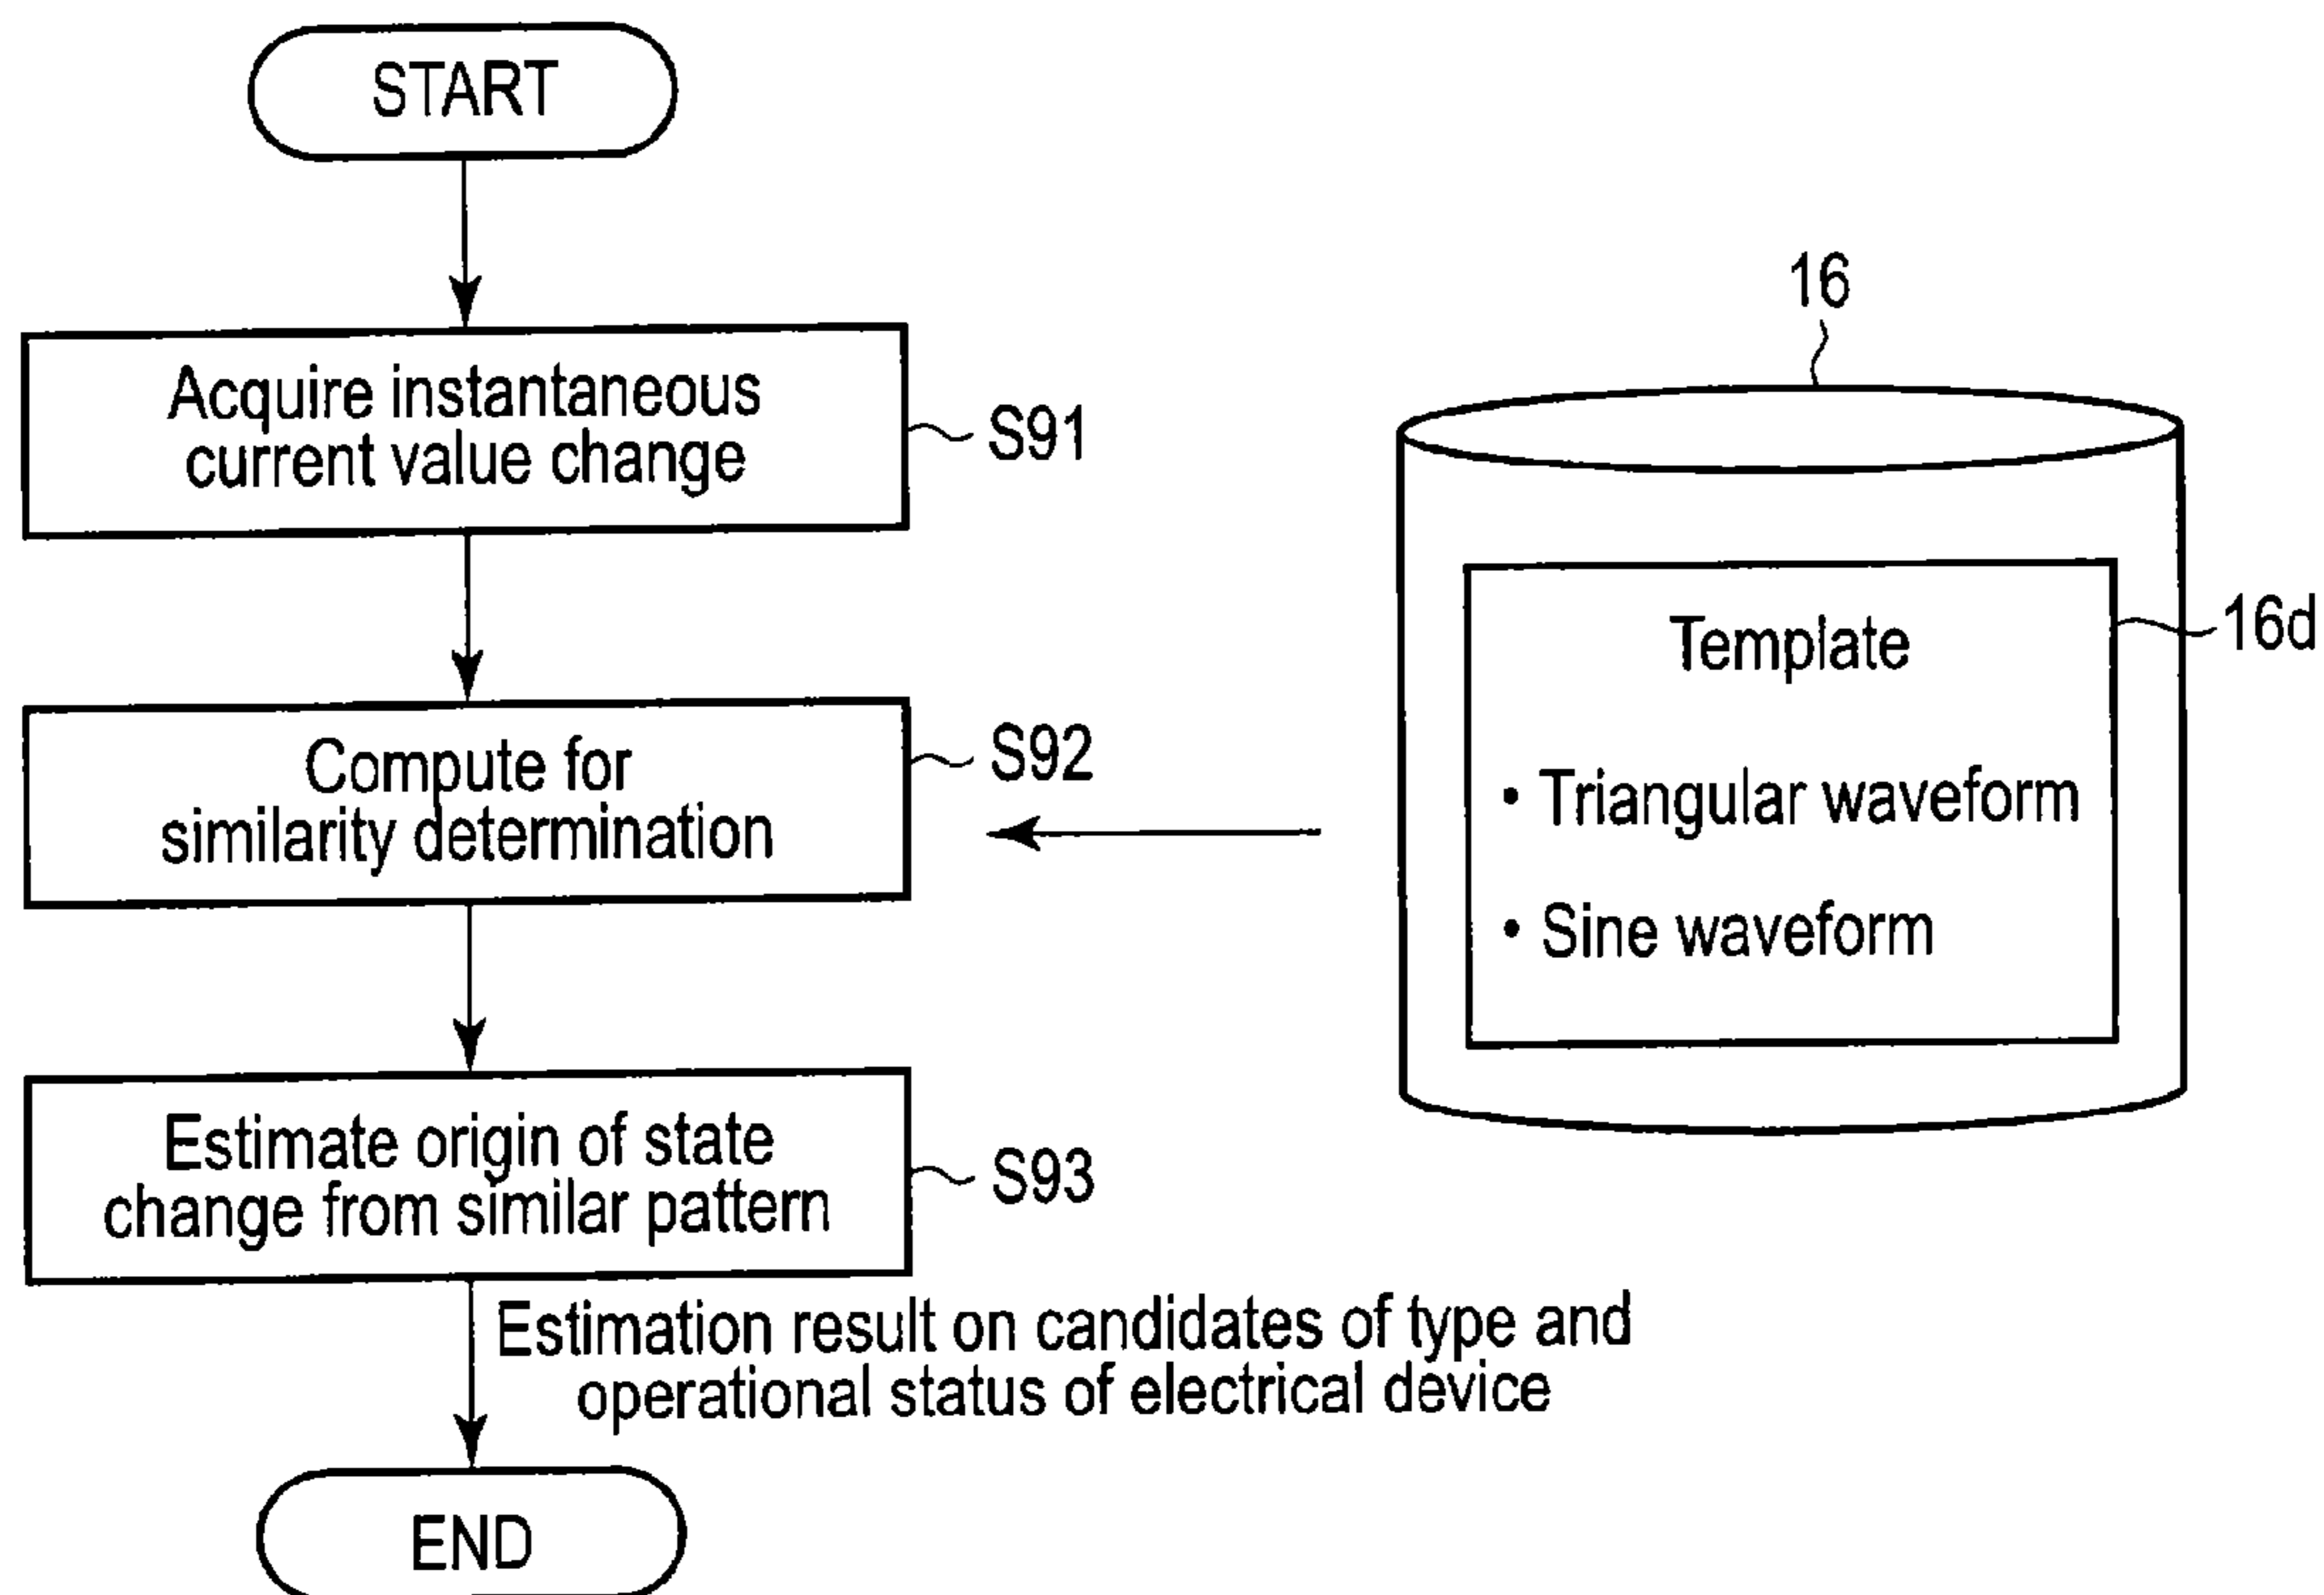 START
Acquire instantaneous
current value change
S91
Compute for
similarity determination
S92
Estimate origin of state
change from similar pattern
S93
Estimation result on candidates of type and
operational status of electrical device
END
16
16d
Template
• Triangular waveform
• Sine waveform